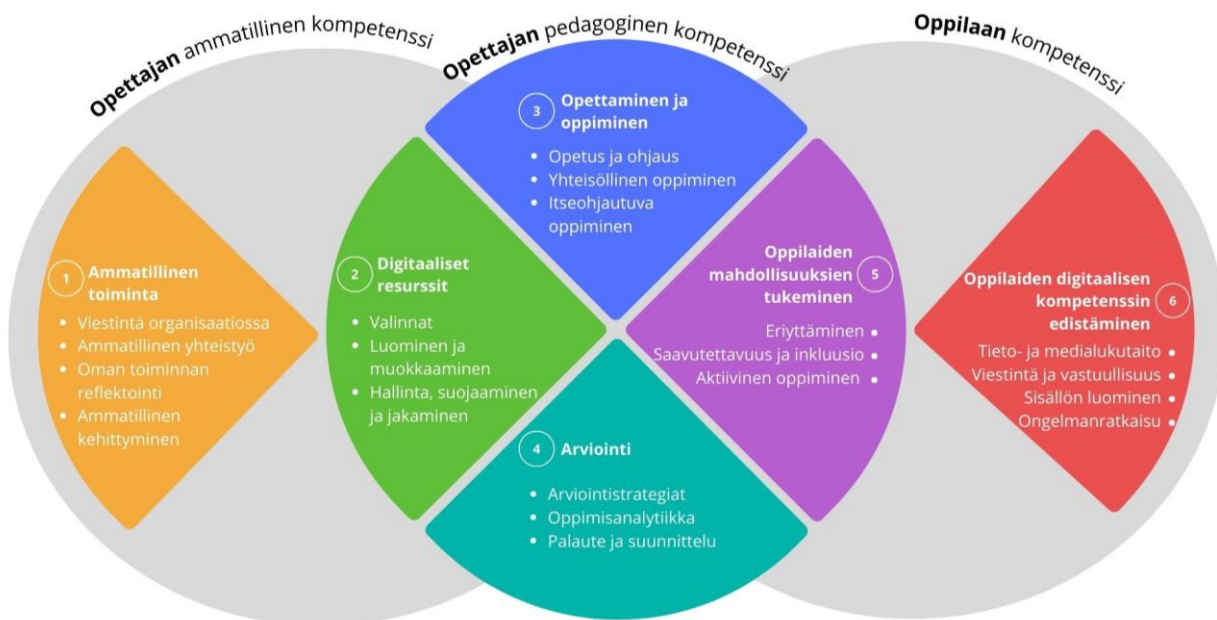 Opettajan ammatillinen kompetenssi
Opettajan pedagoginen kompetenssi
Oppilaan kompetenssi
1
Ammatillinen
toiminta
• Viestintä organisaatiossa
• Ammatillinen yhteistyö
• Oman toiminnan
reflektointi
• Ammatillinen
kehittyminen
2
Digitaaliset
resurssit
• Valinnat
• Luominen ja
muokkaaminen
• Hallinta, suojaaminen
ja jakaminen
3
Opettaminen ja
oppiminen
• Opetus ja ohjaus
• Yhteisöllinen oppiminen
• Itseohjautuva
oppiminen
4
Arviointi
• Arviointistrategiat
• Oppimisanalytiikka
• Palaute ja suunnittelu
Oppilaiden
mahdollisuuksien
tukeminen
5
Eriyttäminen •
Saavutettavuus ja inkluusio •
Aktiivinen oppiminen •
Oppilaiden digitaalisen
kompetenssin
edistäminen
6
Tieto- ja medialukutaito •
Viestintä ja vastuullisuus •
Sisällön luominen •
Ongelmanratkaisu •